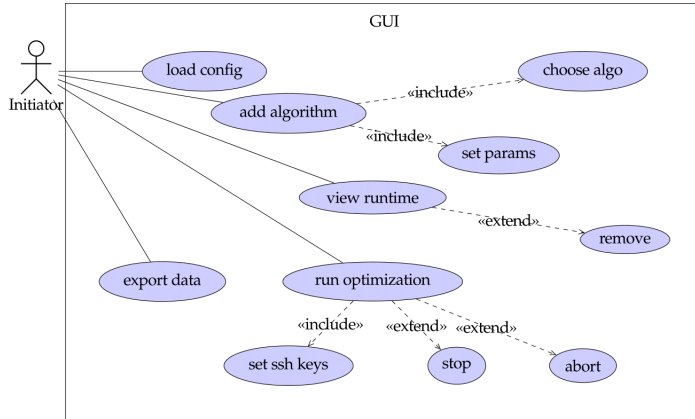 GUI
load config
choose algo
Initiator
«include»
add algorithm
«include»
set params
view runtime
«extend»
remove
export data
run optimization
«include»
«extend»
«extend»
set ssh keys
stop
abort